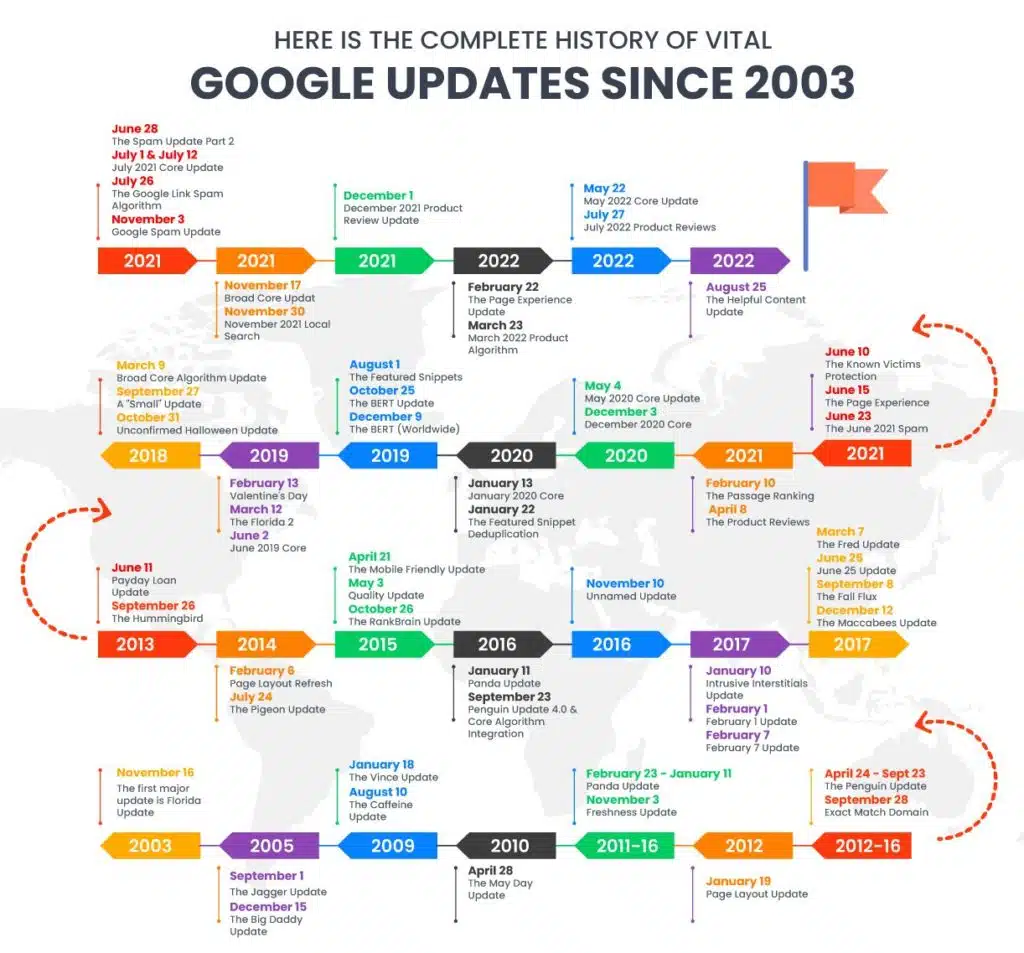 HERE IS THE COMPLETE HISTORY OF VITAL
GOOGLE UPDATES SINCE 2003
June 28
The Spam Update Part 2
July 1 & July 12
July 2021 Core Update
July 26
The Google Link Spam
Algorithm
November 3
Google Spam Update
December 1
December 2021 Product
Review Update
May 22
May 2022 Core Update
July 27
July 2022 Product Reviews
2021
2021
2021
2022
2022
2022
November 17
Broad Core Updat
November 30
November 2021 Local
Search
February 22
The Page Experience
Update
March 23
March 2022 Product
Algorithm
August 25
The Helpful Content
Update
March 9
Broad Core Algorithm Update
September 27
A "Small" Update
October 31
Unconfirmed Halloween Update
August 1
The Featured Snippets
October 25
The BERT Update
December 9
The BERT (Worldwide)
May 4
May 2020 Core Update
December 3
December 2020 Core
June 10
The Known Victims
Protection
June 15
The Page Experience
June 23
The June 2021 Spam
2018
2019
2019
2020
2020
2021
2021
February 13
Valentine's Day
March 12
The Florida 2
June 2
June 2019 Core
January 13
January 2020 Core
January 22
The Featured Snippet
Deduplication
February 10
The Passage Ranking
April 8
The Product Reviews
June 11
Payday Loan
Update
September 26
The Hummingbird
April 21
The Mobile Friendly Update
May 3
Quality Update
October 26
The RankBrain Update
November 10
Unnamed Update
March 7
The Fred Update
June 25
June 25 Update
September 8
The Fall Flux
December 12
The Maccabees Update
2013
2014
2015
2016
2016
2017
2017
February 6
Page Layout Refresh
July 24
The Pigeon Update
January 11
Panda Update
September 23
Penguin Update 4.0 &
Core Algorithm
Integration
January 10
Intrusive Interstitials
Update
February 1
February 1 Update
February 7
February 7 Update
November 16
The first major
update is Florida
Update
January 18
The Vince Update
August 10
The Caffeine
Update
February 23 - January 11
Panda Update
November 3
Freshness Update
April 24 - Sept 23
The Penguin Update
September 28
Exact Match Domain
2003
2005
2009
2010
2011-16
2012
2012-16
September 1
The Jagger Update
December 15
The Big Daddy
Update
April 28
The May Day
Update
January 19
Page Layout Update